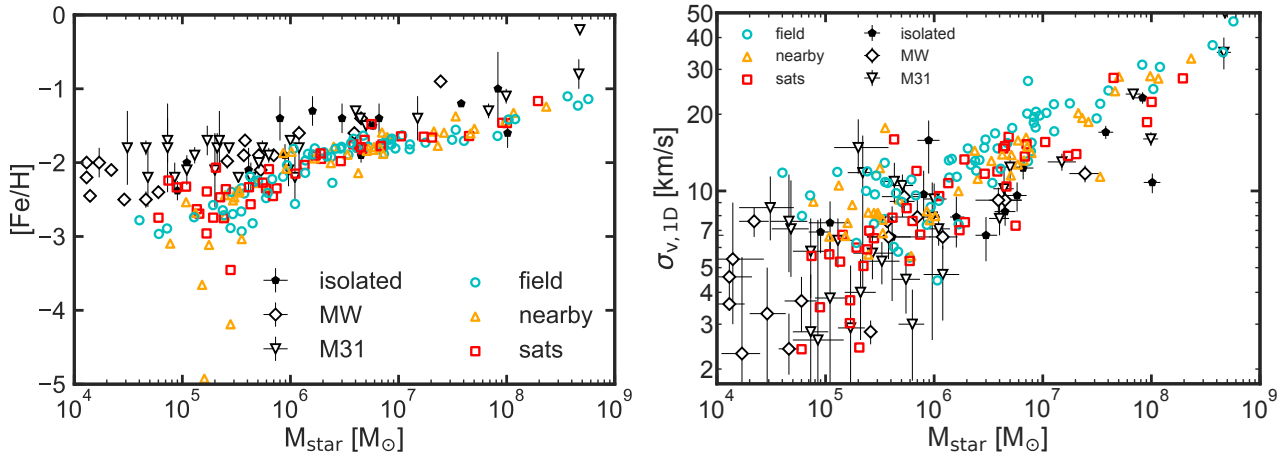 0
−1
−2
−3
−4
−5
[Fe/H]
isolated
MW
M31
field
nearby
sats
10^4 10^5 10^6 10^7 10^8 10^9
M_star [M_⊙]
50
40
30
20
10
7
5
4
3
2
σ_v,1D [km/s]
field
nearby
sats
isolated
MW
M31
10^4 10^5 10^6 10^7 10^8 10^9
M_star [M_⊙]